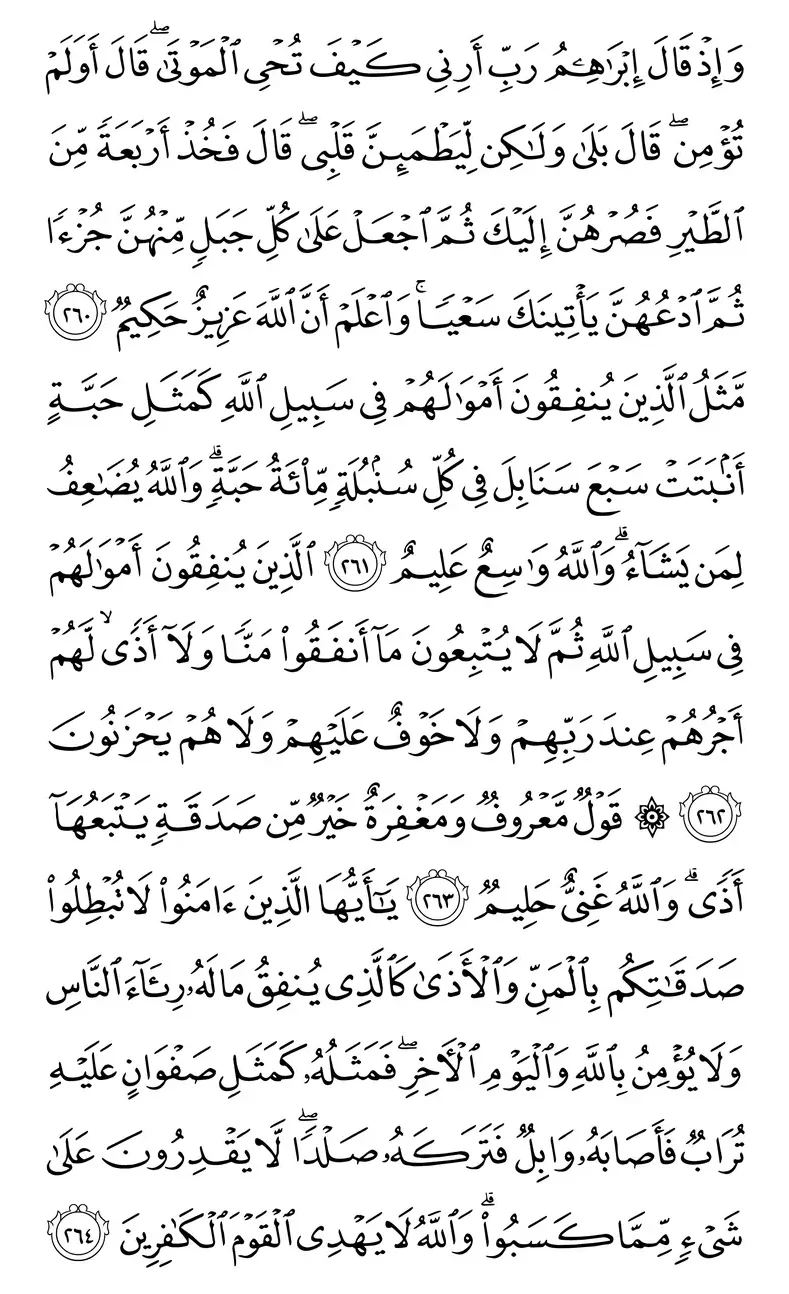 وَإِذۡ قَالَ إِبۡرَٰهِـۧمُ رَبِّ أَرِنِي كَيۡفَ تُحۡيِ ٱلۡمَوۡتَىٰۖ قَالَ أَوَلَمۡ
تُؤۡمِنۖ قَالَ بَلَىٰ وَلَٰكِن لِّيَطۡمَئِنَّ قَلۡبِيۖ قَالَ فَخُذۡ أَرۡبَعَةٗ مِّنَ
ٱلطَّيۡرِ فَصُرۡهُنَّ إِلَيۡكَ ثُمَّ ٱجۡعَلۡ عَلَىٰ كُلِّ جَبَلٖ مِّنۡهُنَّ جُزۡءٗا
ثُمَّ ٱدۡعُهُنَّ يَأۡتِينَكَ سَعۡيٗاۚ وَٱعۡلَمۡ أَنَّ ٱللَّهَ عَزِيزٌ حَكِيمٞ ٢٦٠
مَّثَلُ ٱلَّذِينَ يُنفِقُونَ أَمۡوَٰلَهُمۡ فِي سَبِيلِ ٱللَّهِ كَمَثَلِ حَبَّةٍ
أَنۢبَتَتۡ سَبۡعَ سَنَابِلَ فِي كُلِّ سُنۢبُلَةٖ مِّاْئَةُ حَبَّةٖۗ وَٱللَّهُ يُضَٰعِفُ
لِمَن يَشَآءُۗ وَٱللَّهُ وَٰسِعٌ عَلِيمٌ ٢٦١ ٱلَّذِينَ يُنفِقُونَ أَمۡوَٰلَهُمۡ
فِي سَبِيلِ ٱللَّهِ ثُمَّ لَا يُتۡبِعُونَ مَآ أَنفَقُواْ مَنّٗا وَلَآ أَذٗى لَّهُمۡ
أَجۡرُهُمۡ عِندَ رَبِّهِمۡ وَلَا خَوۡفٌ عَلَيۡهِمۡ وَلَا هُمۡ يَحۡزَنُونَ
٢٦٢ ۞ قَوۡلٞ مَّعۡرُوفٞ وَمَغۡفِرَةٌ خَيۡرٞ مِّن صَدَقَةٖ يَتۡبَعُهَآ
أَذٗىۗ وَٱللَّهُ غَنِيٌّ حَلِيمٞ ٢٦٣ يَٰٓأَيُّهَا ٱلَّذِينَ ءَامَنُواْ لَا تُبۡطِلُواْ
صَدَقَٰتِكُم بِٱلۡمَنِّ وَٱلۡأَذَىٰ كَٱلَّذِي يُنفِقُ مَالَهُۥ رِئَآءَ ٱلنَّاسِ
وَلَا يُؤۡمِنُ بِٱللَّهِ وَٱلۡيَوۡمِ ٱلۡأٓخِرِۖ فَمَثَلُهُۥ كَمَثَلِ صَفۡوَانٍ عَلَيۡهِ
تُرَابٞ فَأَصَابَهُۥ وَابِلٞ فَتَرَكَهُۥ صَلۡدٗاۖ لَّا يَقۡدِرُونَ عَلَىٰ
شَيۡءٖ مِّمَّا كَسَبُواْۗ وَٱللَّهُ لَا يَهۡدِي ٱلۡقَوۡمَ ٱلۡكَٰفِرِينَ ٢٦٤